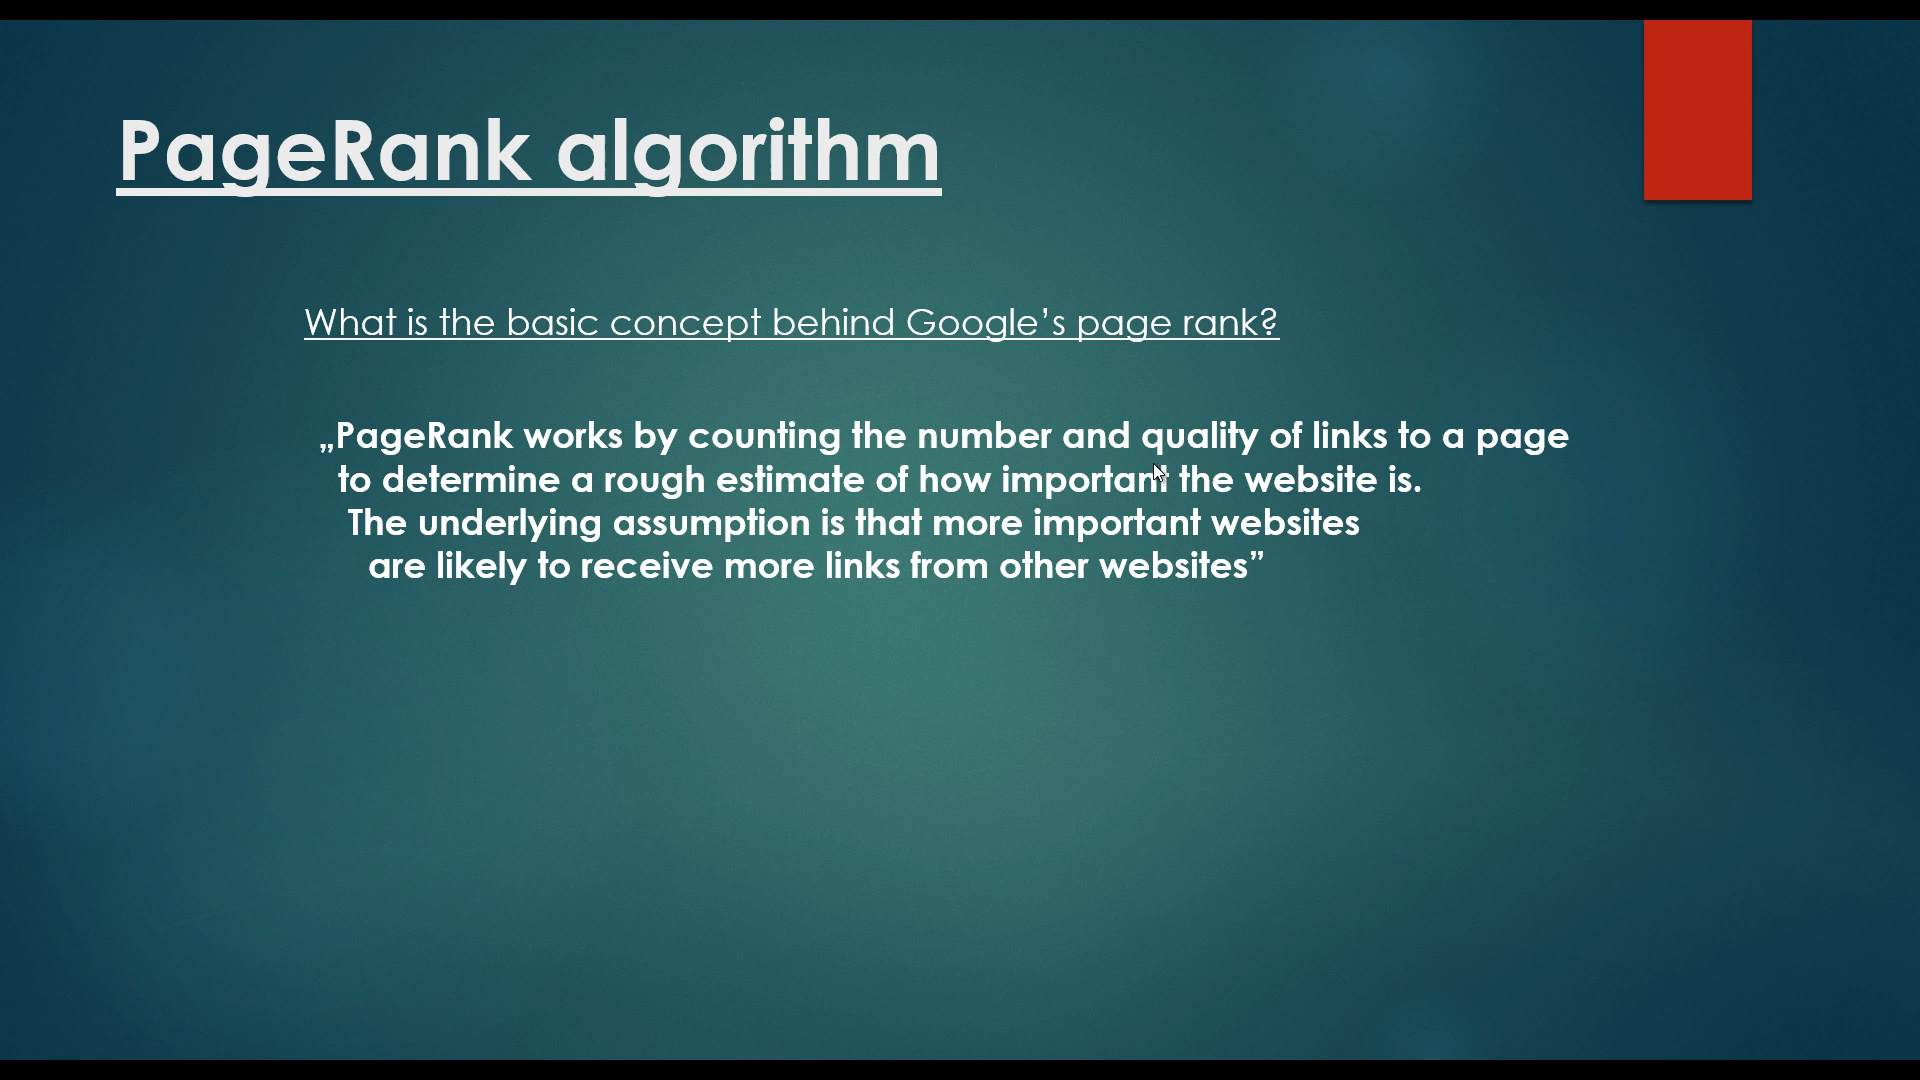 PageRank algorithm
What is the basic concept behind Google’s page rank?
„PageRank works by counting the number and quality of links to a page
to determine a rough estimate of how important the website is.
The underlying assumption is that more important websites
are likely to receive more links from other websites”